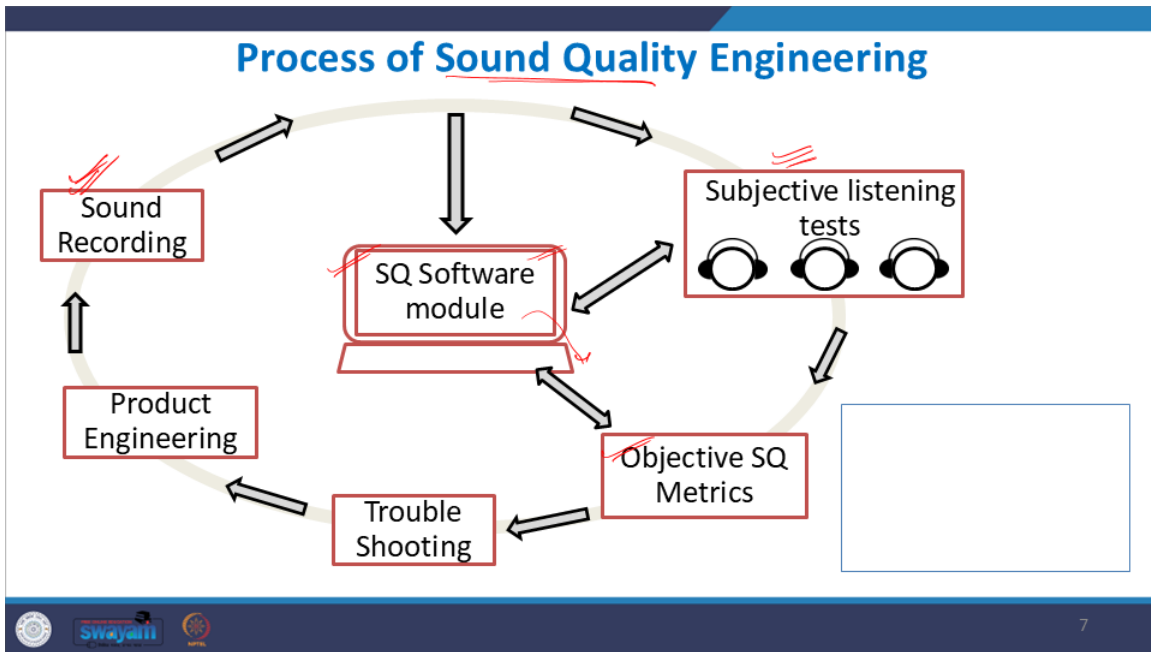 Process of Sound Quality Engineering
Sound
Recording
Subjective listening
tests
SQ Software
module
Product
Engineering
Objective SQ
Metrics
Trouble
Shooting
swayam
NPTEL
7